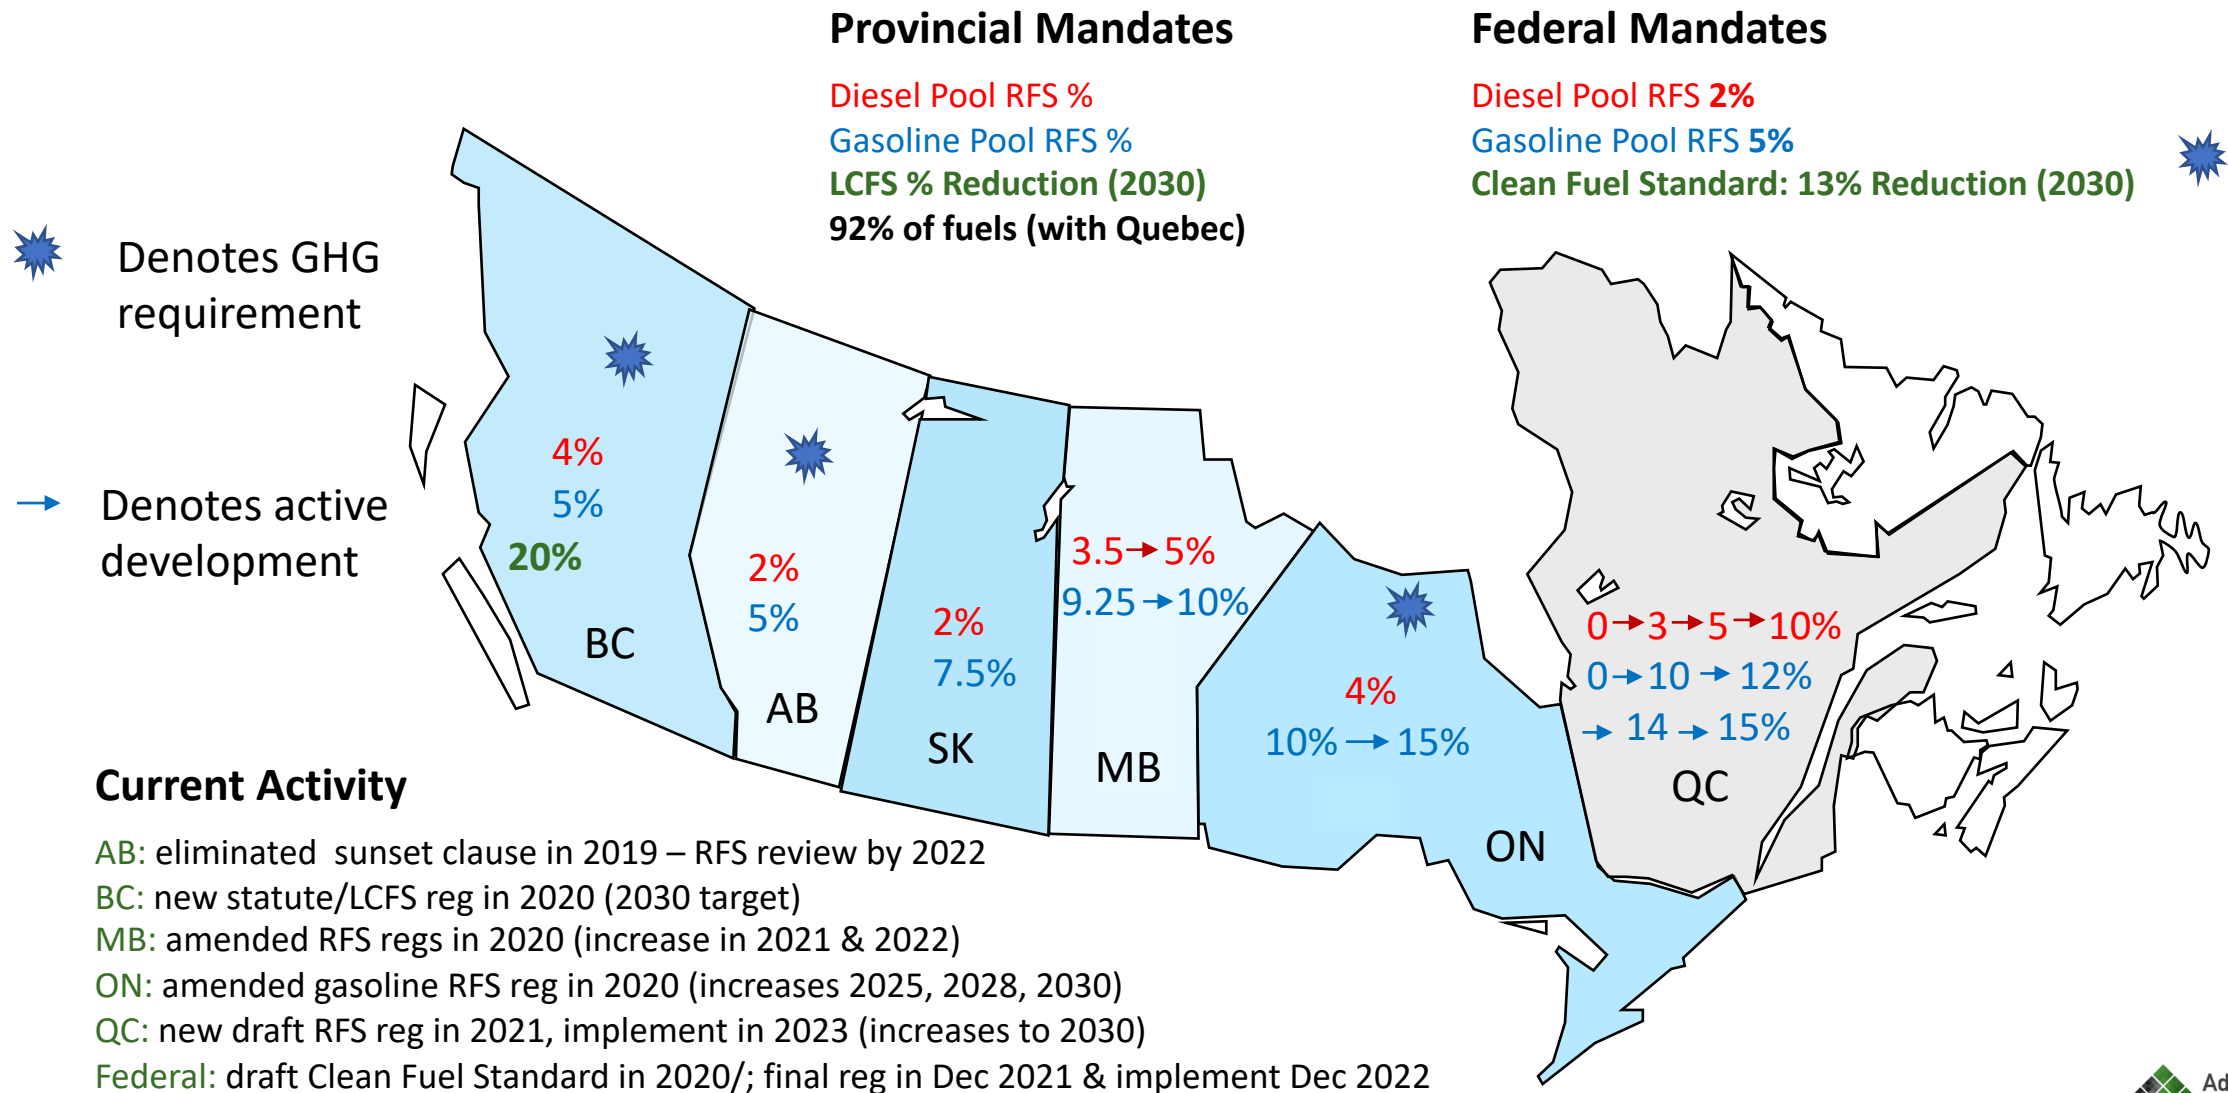 Provincial Mandates
Diesel Pool RFS %
Gasoline Pool RFS %
LCFS % Reduction (2030)
92% of fuels (with Quebec)
Federal Mandates
Diesel Pool RFS 2%
Gasoline Pool RFS 5%
Clean Fuel Standard: 13% Reduction (2030)
Denotes GHG
requirement
Denotes active
development
4%
5%
20%
BC
2%
5%
AB
2%
7.5%
SK
3.5→5%
9.25→10%
MB
4%
10%→15%
ON
0→3→5→10%
0→10→12%
→14→15%
QC
Current Activity
AB: eliminated sunset clause in 2019 – RFS review by 2022
BC: new statute/LCFS reg in 2020 (2030 target)
MB: amended RFS regs in 2020 (increase in 2021 & 2022)
ON: amended gasoline RFS reg in 2020 (increases 2025, 2028, 2030)
QC: new draft RFS reg in 2021, implement in 2023 (increases to 2030)
Federal: draft Clean Fuel Standard in 2020/; final reg in Dec 2021 & implement Dec 2022
Ad